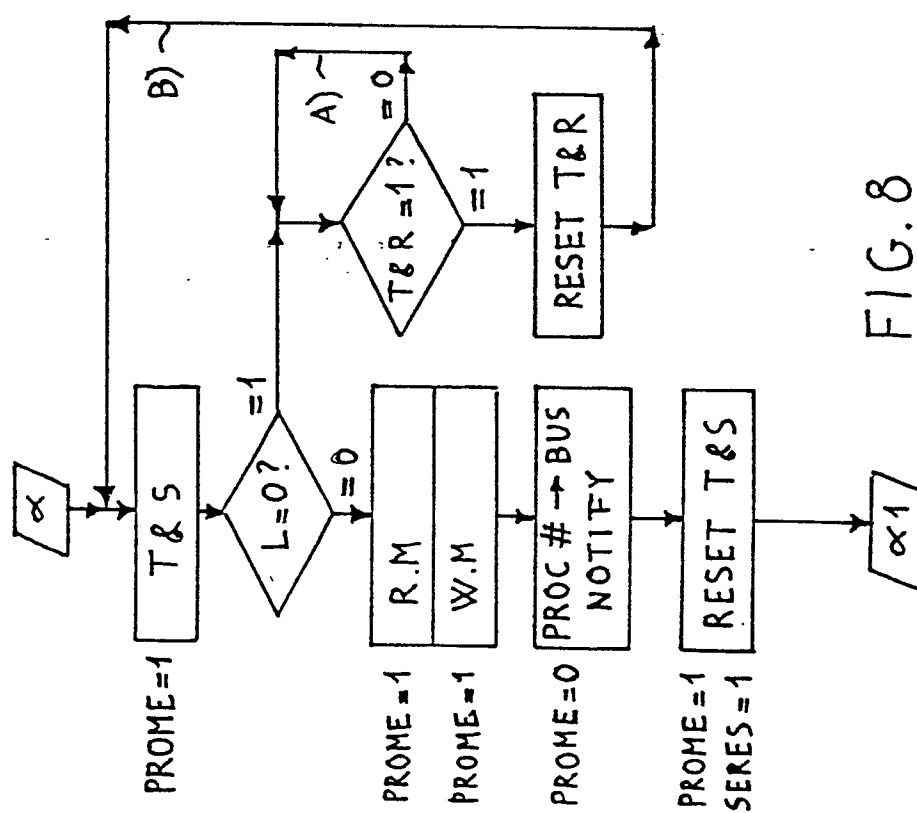 α
PROME=1
T & S
L=0?
=1
=0
PROME=1
R.M
PROME=1
W.M
PROME=0
PROC # → BUS
NOTIFY
PROME=1
SERES=1
RESET T&S
α1
B)
A)
T&R=1?
=0
=1
RESET T&R
FIG. 8